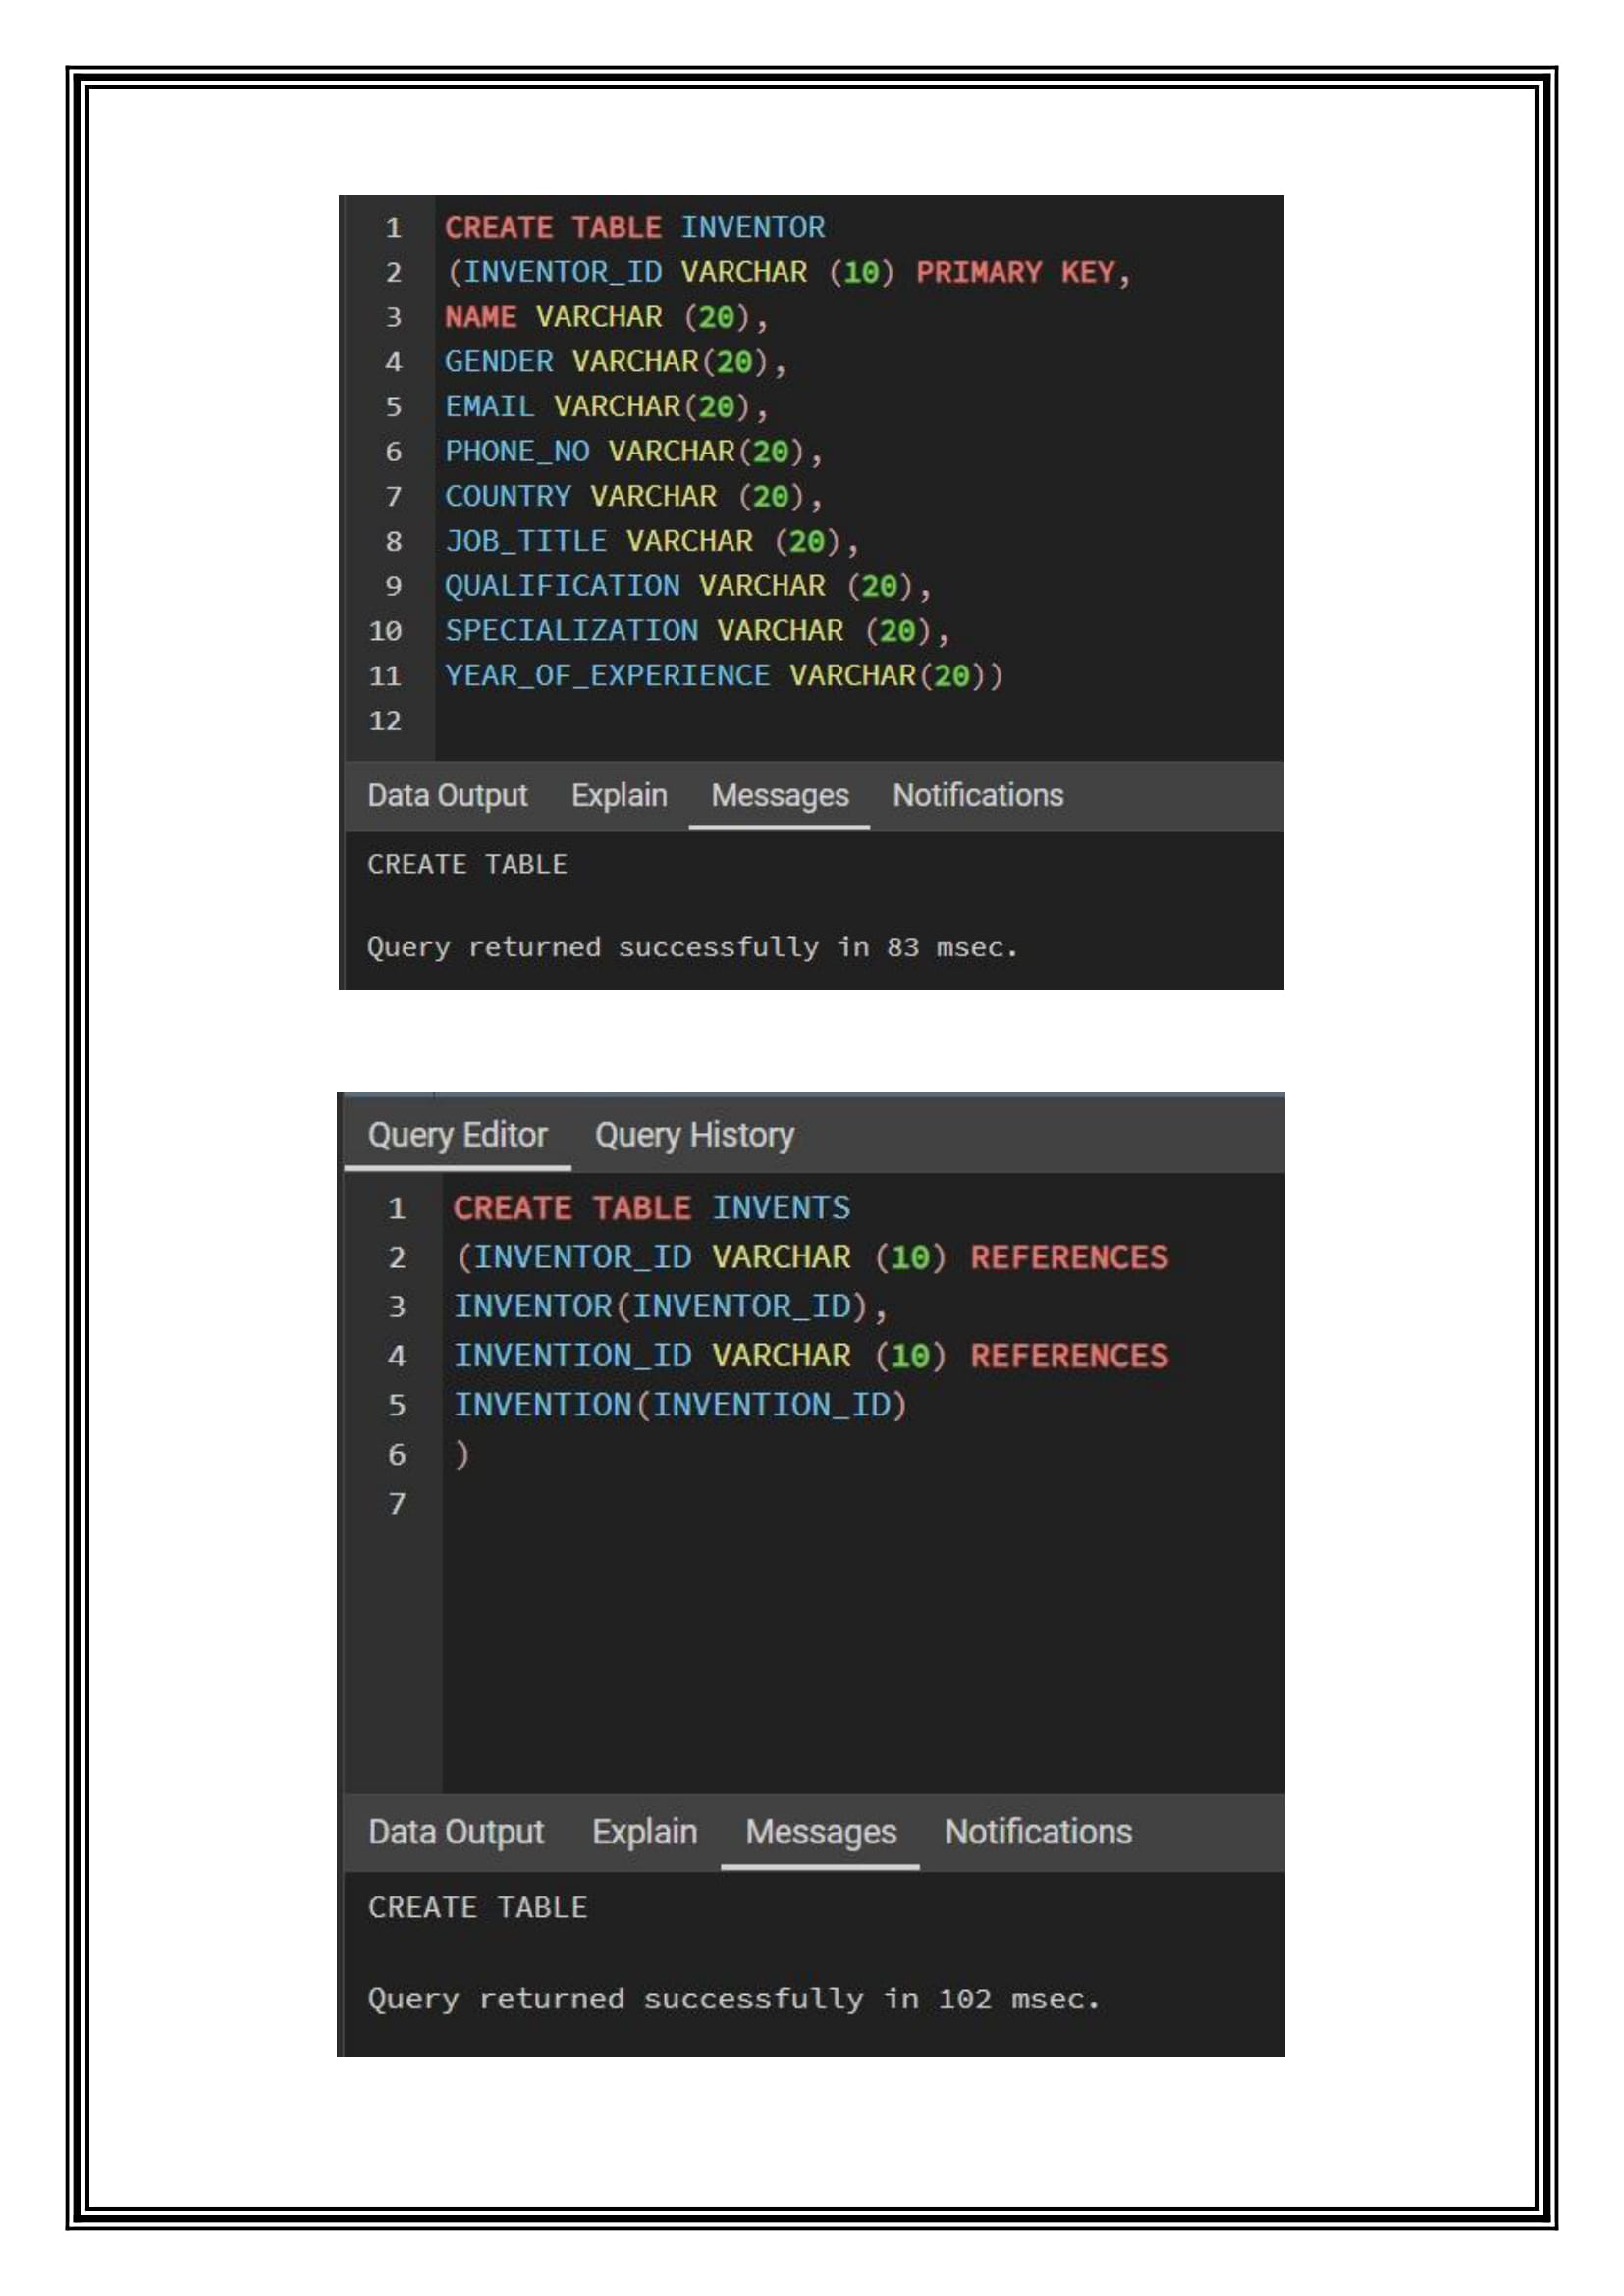 1 CREATE TABLE INVENTOR
2 (INVENTOR_ID VARCHAR (10) PRIMARY KEY,
3 NAME VARCHAR (20),
4 GENDER VARCHAR(20),
5 EMAIL VARCHAR(20),
6 PHONE_NO VARCHAR(20),
7 COUNTRY VARCHAR (20),
8 JOB_TITLE VARCHAR (20),
9 QUALIFICATION VARCHAR (20),
10 SPECIALIZATION VARCHAR (20),
11 YEAR_OF_EXPERIENCE VARCHAR(20))
12
Data Output Explain Messages Notifications
CREATE TABLE
Query returned successfully in 83 msec.
Query Editor Query History
1 CREATE TABLE INVENTS
2 (INVENTOR_ID VARCHAR (10) REFERENCES
3 INVENTOR(INVENTOR_ID),
4 INVENTION_ID VARCHAR (10) REFERENCES
5 INVENTION(INVENTION_ID)
6 )
7
Data Output Explain Messages Notifications
CREATE TABLE
Query returned successfully in 102 msec.